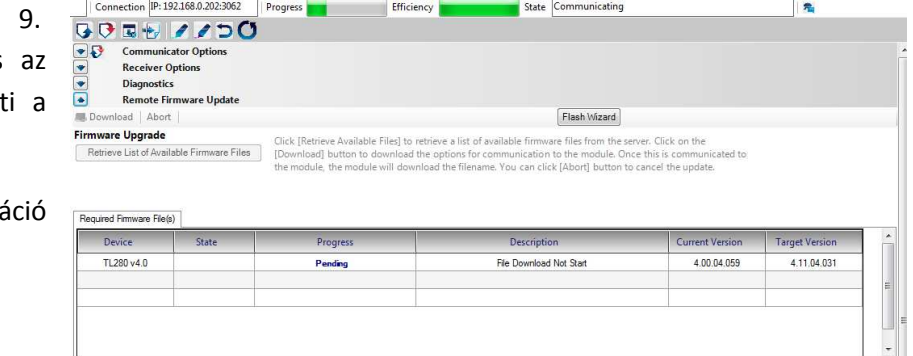 9.
s az
ti a
áció
Connection IP: 192.168.0.202:3062 Progress Efficiency State Communicating
Communicator Options
Receiver Options
Diagnostics
Remote Firmware Update
Download Abort Flash Wizard
Firmware Upgrade
Retrieve List of Available Firmware Files
Click [Retrieve Available Files] to retrieve a list of available firmware files from the server. Click on the
[Download] button to download the options for communication to the module. Once this is communicated to
the module, the module will download the filename. You can click [Abort] button to cancel the update.
Required Firmware File(s)
Device State Progress Description Current Version Target Version
TL280 v4.0 Pending File Download Not Start 4.00.04.059 4.11.04.031